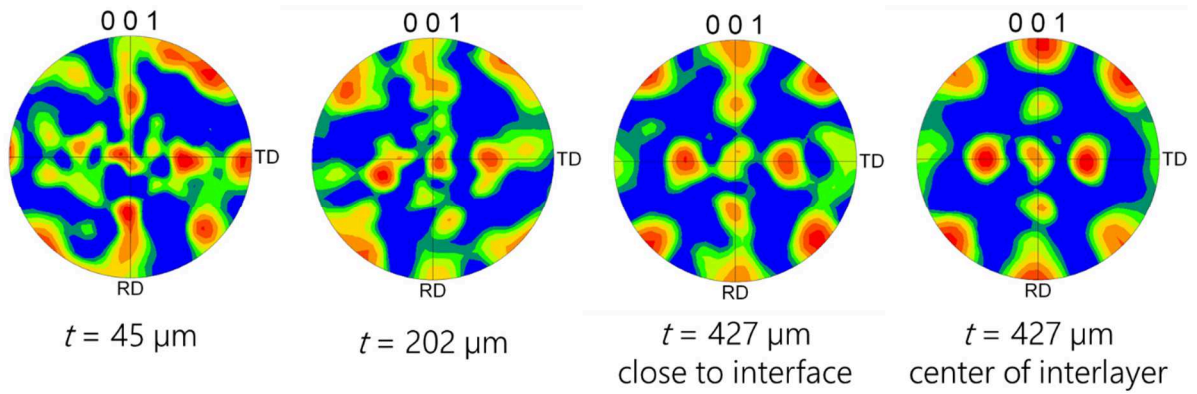 0 0 1
TD
RD
t = 45 µm
0 0 1
TD
RD
t = 202 µm
0 0 1
TD
RD
t = 427 µm
close to interface
0 0 1
TD
RD
t = 427 µm
center of interlayer